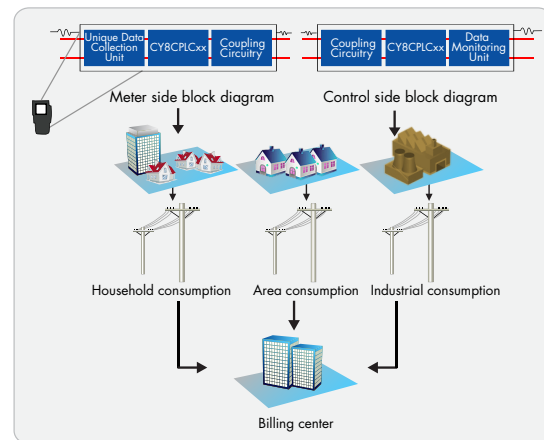 Unique Data
Collection
Unit
CY8CPLCxx
Coupling
Circuitry
Coupling
Circuitry
CY8CPLCxx
Data
Monitoring
Unit
Meter side block diagram
Control side block diagram
Household consumption
Area consumption
Industrial consumption
Billing center